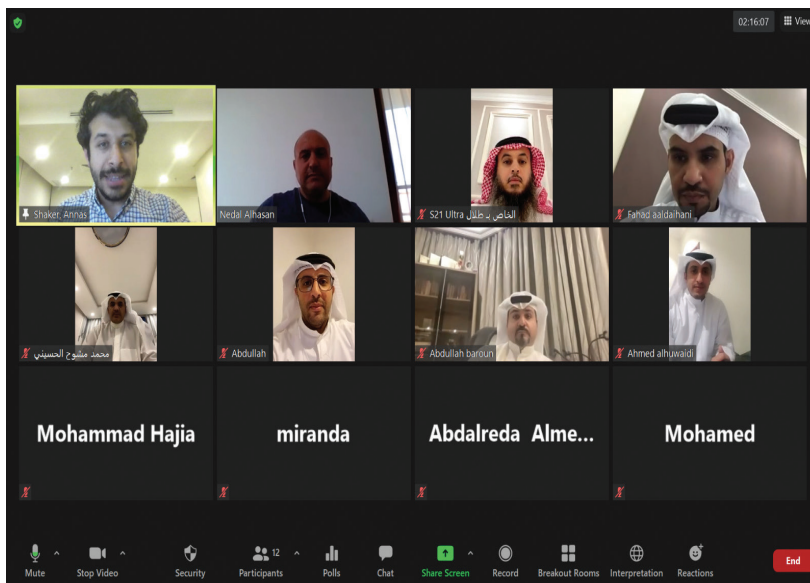 02:16:07
View
Shaker, Annas
Nedal Alhasan
S21 Ultra الخاص بـ طلال
Fahad aaldaihani
محمد مشوح الحسيني
Abdullah
Abdullah baroun
Ahmed alhuwaidi
Mohammad Hajia
miranda
Abdalreda Alme...
Mohamed
Mute
Stop Video
Security
Participants
12
Polls
Chat
Share Screen
Record
Breakout Rooms
Interpretation
Reactions
End